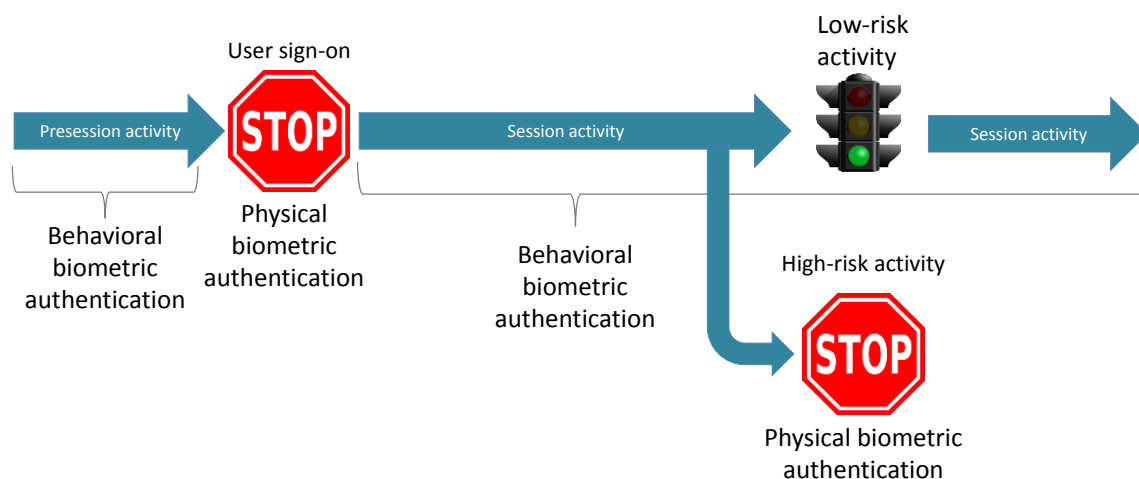 User sign-on
Low-risk
activity
Presession activity
STOP
Session activity
Session activity
Behavioral
biometric
authentication
Physical
biometric
authentication
Behavioral
biometric
authentication
High-risk activity
STOP
Physical biometric
authentication